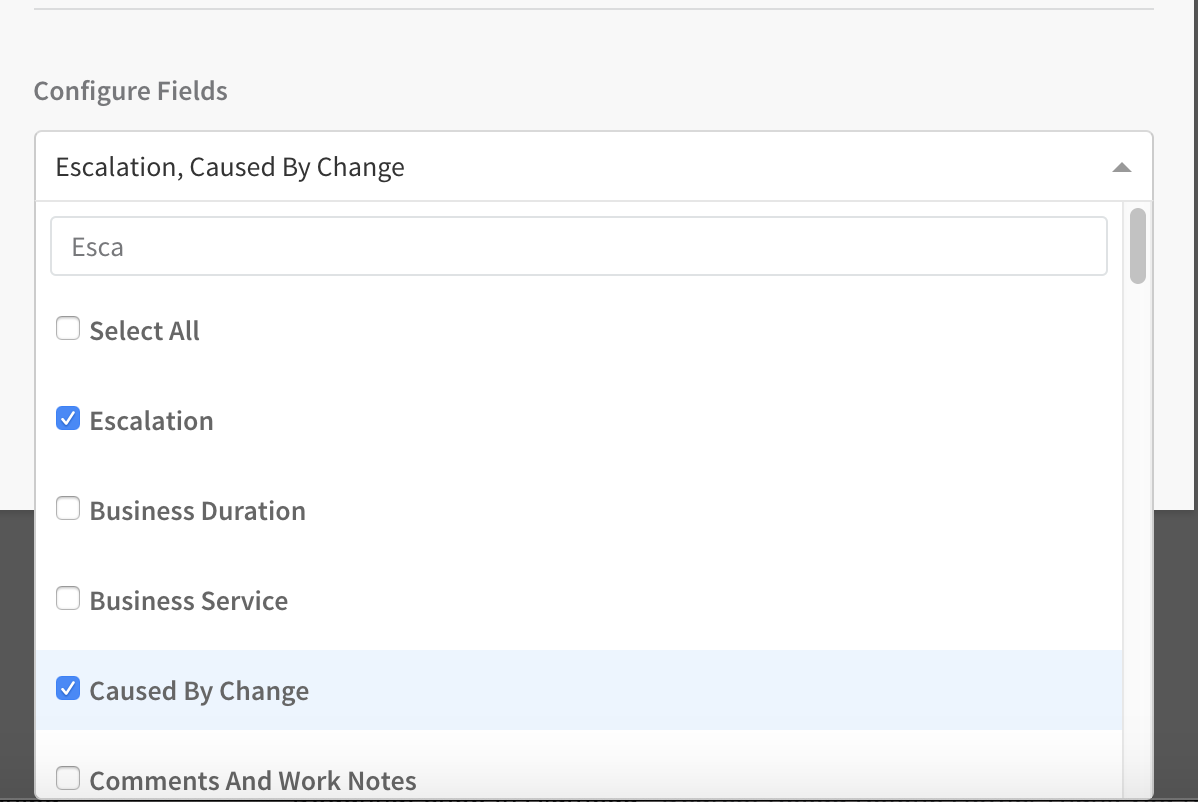 Configure Fields
Escalation, Caused By Change
Esca
Select All
Escalation
Business Duration
Business Service
Caused By Change
Comments And Work Notes